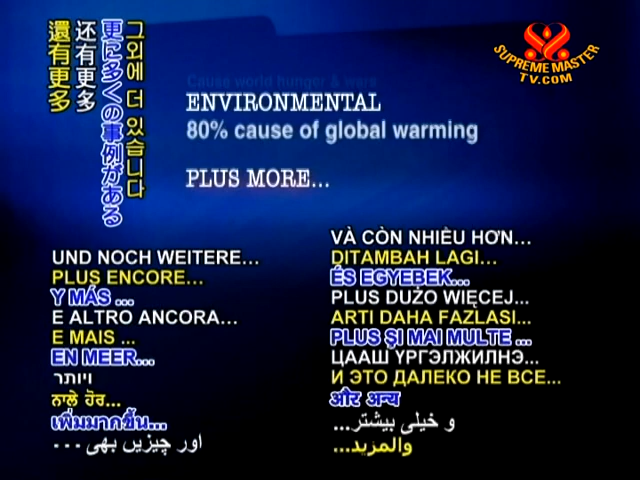 還有更多
还有更多
更に多くの事例がある
그 외에 더 있습니다
SUPREME MASTER
TV.COM
Cause world hunger & wars
ENVIRONMENTAL
80% cause of global warming
PLUS MORE...
UND NOCH WEITERE...
PLUS ENCORE...
Y MÁS ...
E ALTRO ANCORA...
E MAIS ...
EN MEER...
ויותר
ਨਾਲੇ ਹੋਰ...
เพิ่มมากขึ้น...
اور چیزیں بھی ---
VÀ CÒN NHIỀU HƠN...
DITAMBAH LAGI...
ÉS EGYEBEK...
PLUS DUŻO WIĘCEJ...
ARTI DAHA FAZLASI...
PLUS ŞI MAI MULTE ...
ЦААШ ҮРГЭЛЖИЛНЭ...
И ЭТО ДАЛЕКО НЕ ВСЕ...
और अन्य
و خیلی بیشتر...
والمزيد...